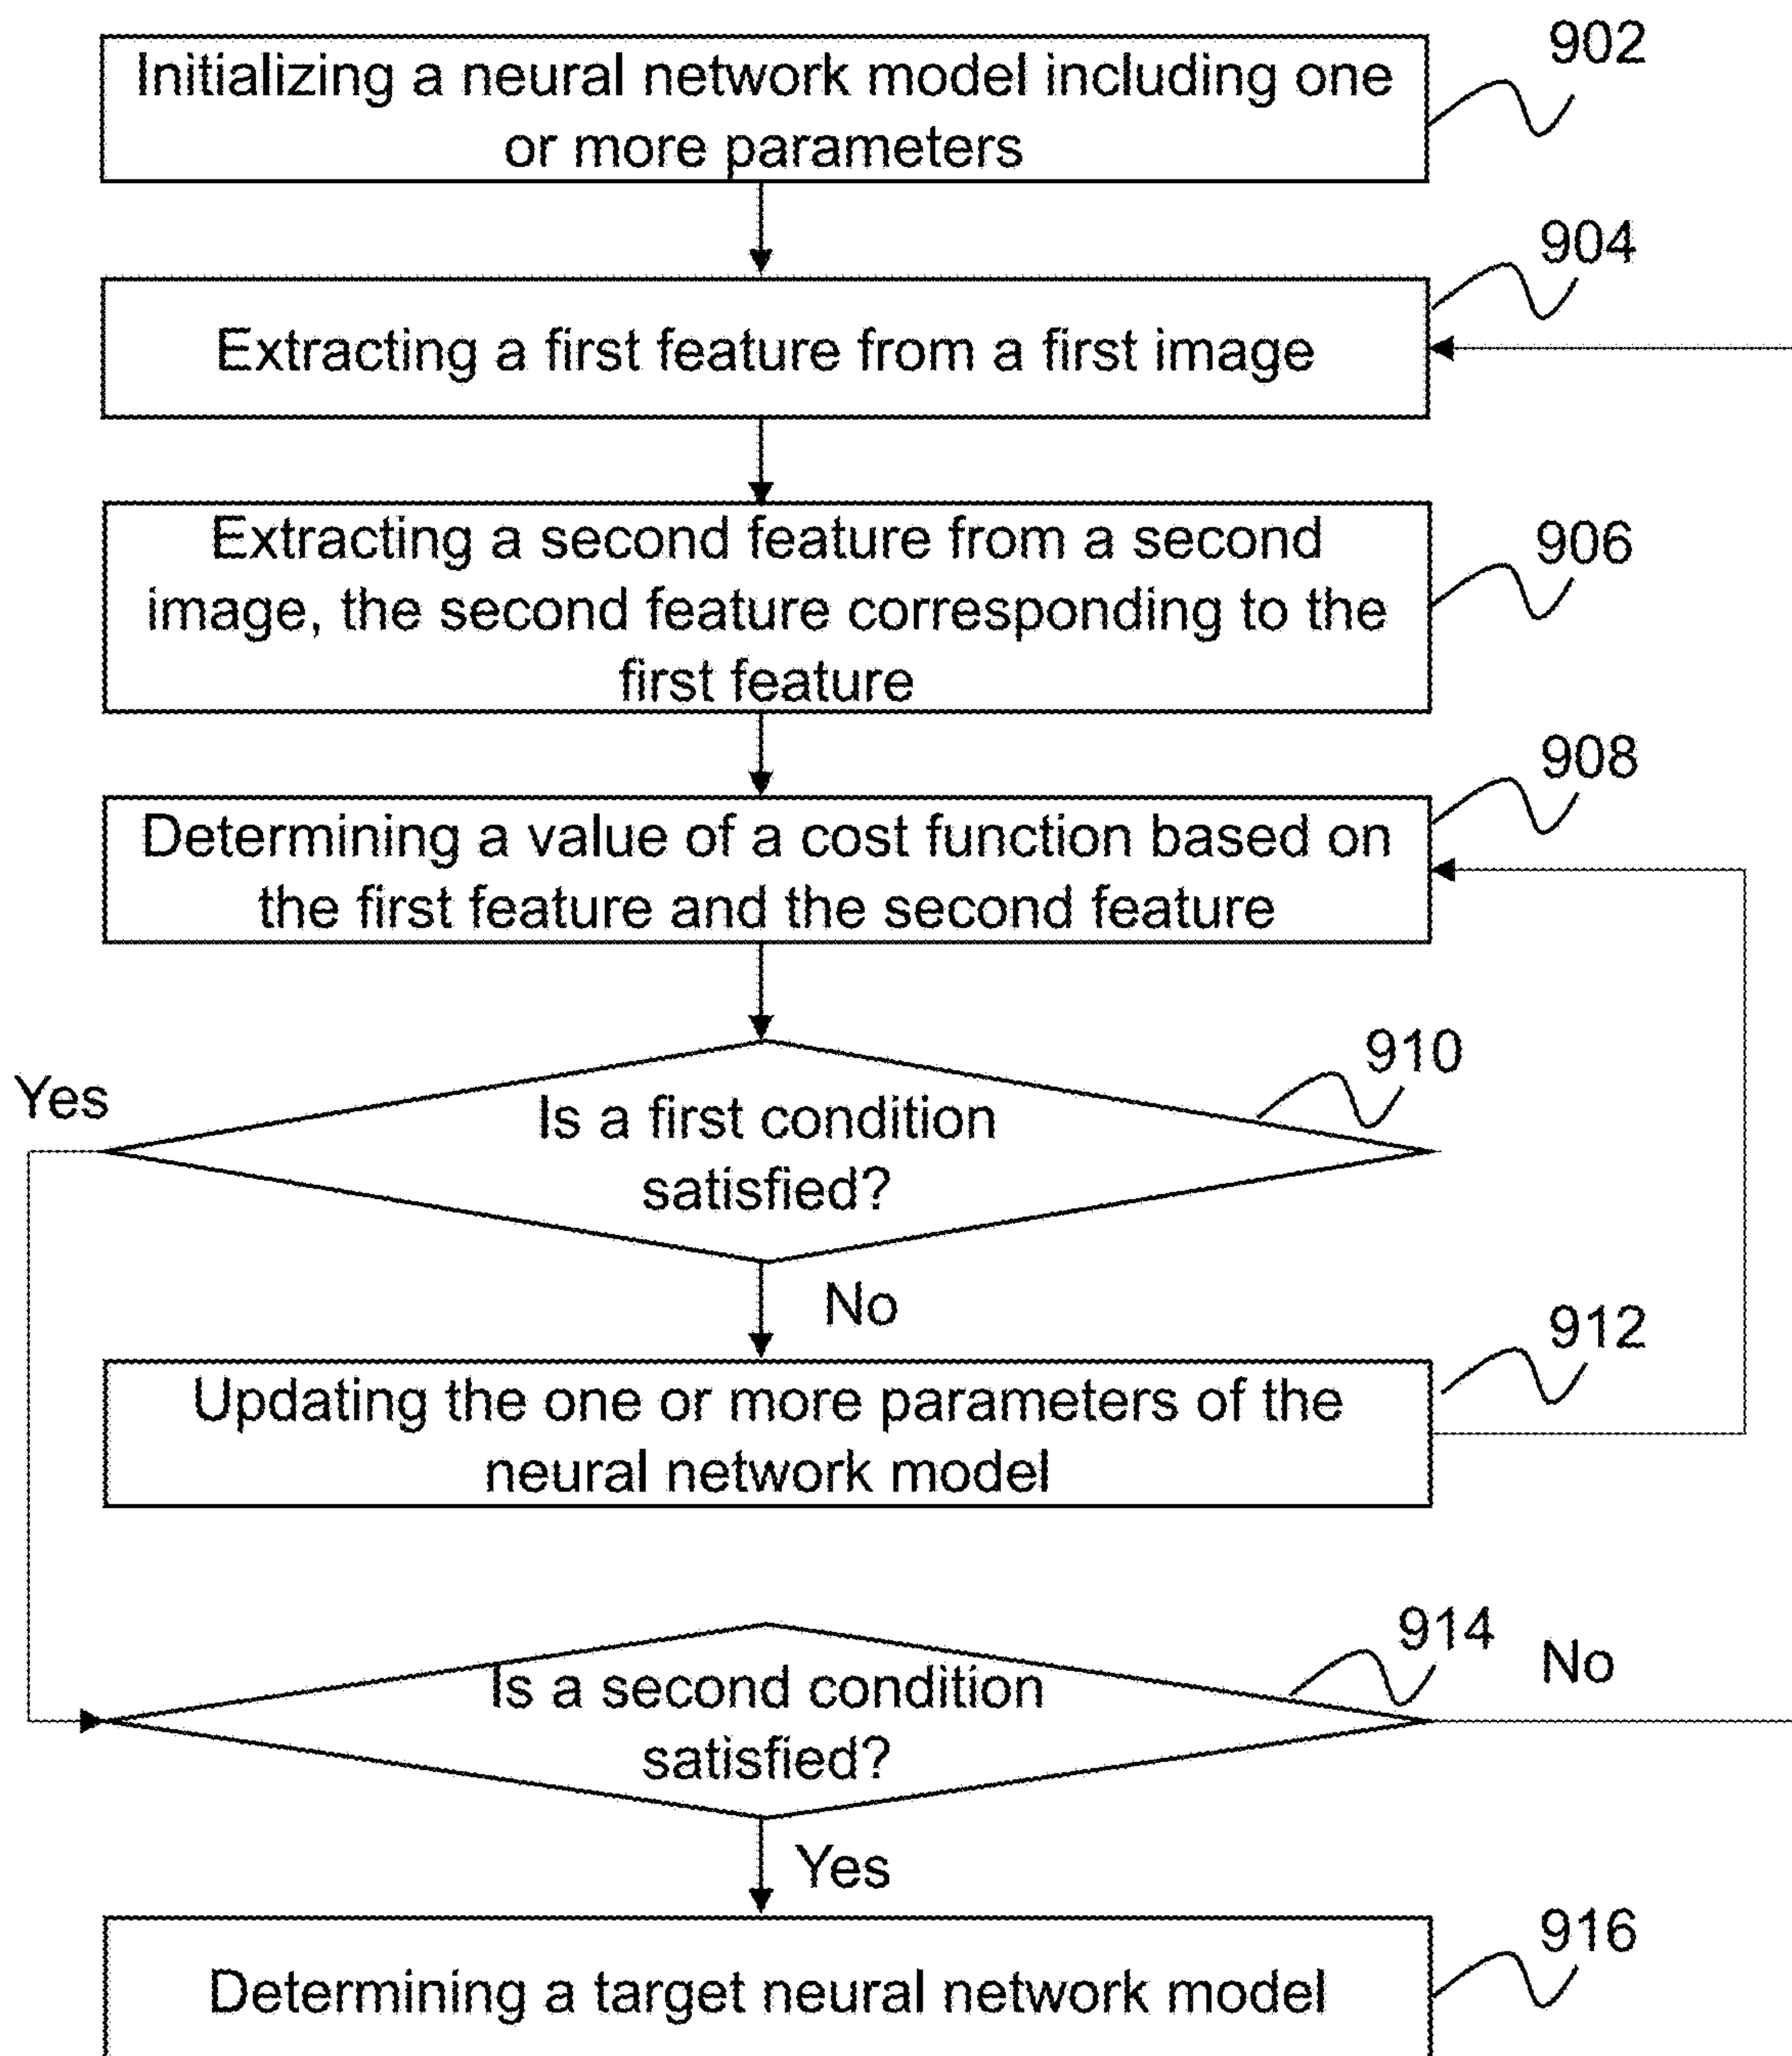 902
Initializing a neural network model including one
or more parameters
904
Extracting a first feature from a first image
906
Extracting a second feature from a second
image, the second feature corresponding to the
first feature
908
Determining a value of a cost function based on
the first feature and the second feature
910
Yes
Is a first condition
satisfied?
No
912
Updating the one or more parameters of the
neural network model
914
No
Is a second condition
satisfied?
Yes
916
Determining a target neural network model